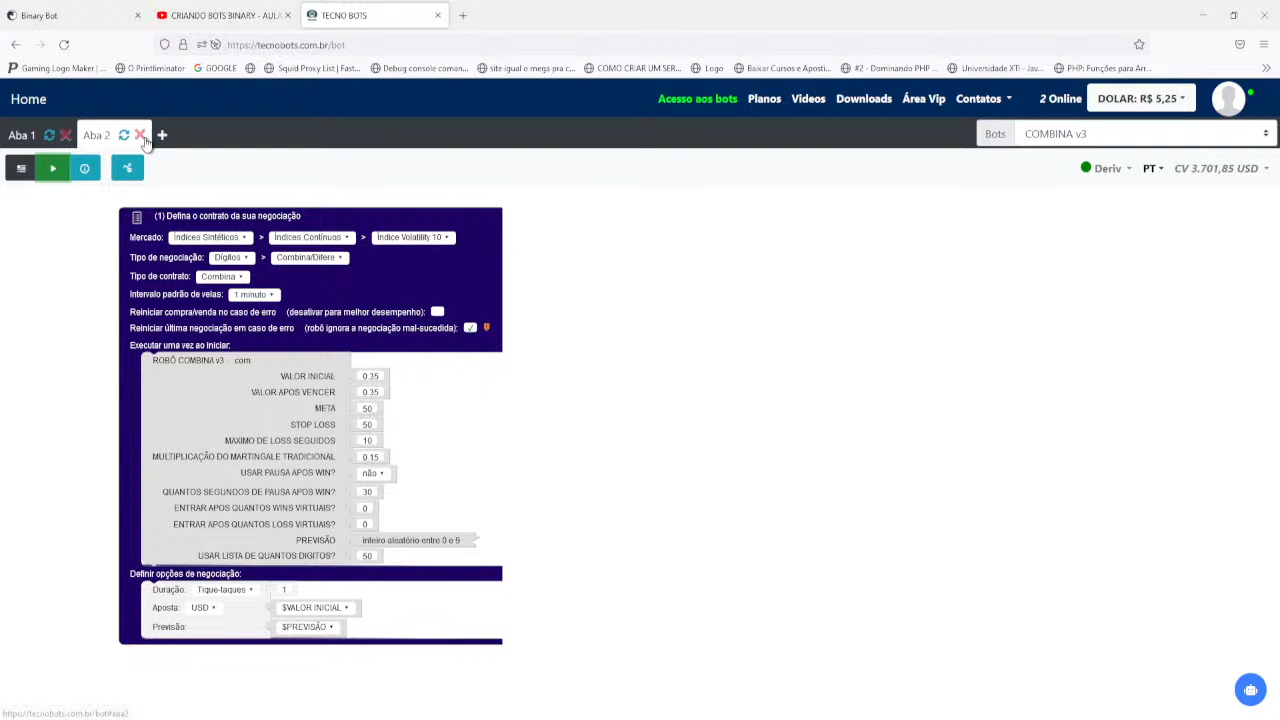 Binary Bot
CRIANDO BOTS BINARY - AUL
TECNO BOTS
https://tecnobots.com.br/bot
Gaming Logo Maker | ...
O Printliminator
GOOGLE
Squid Proxy List | Fast...
Debug console coman...
site igual o mega pra c...
COMO CRIAR UM SER...
Logo
Baixar Cursos e Aposti...
#2 - Dominando PHP ...
Universidade XTi - Jav...
PHP: Funções para Arr...
Home
Acesso aos bots
Planos
Videos
Downloads
Área Vip
Contatos
2 Online
DOLAR: R$ 5,25
Aba 1
Aba 2
Bots
COMBINA v3
Deriv
PT
CV 3.701,85 USD
(1) Defina o contrato da sua negociação
Mercado: Índices Sintéticos > Índices Contínuos > Índice Volatility 10
Tipo de negociação: Dígitos > Combina/Difere
Tipo de contrato: Combina
Intervalo padrão de velas: 1 minuto
Reiniciar compra/venda no caso de erro (desativar para melhor desempenho):
Reiniciar última negociação em caso de erro (robô ignora a negociação mal-sucedida): ✓
Executar uma vez ao iniciar:
ROBÔ COMBINA v3 - com
VALOR INICIAL 0 35
VALOR APOS VENCER 0 35
META 50
STOP LOSS 50
MAXIMO DE LOSS SEGUIDOS 10
MULTIPLICAÇÃO DO MARTINGALE TRADICIONAL 0 15
USAR PAUSA APOS WIN? não
QUANTOS SEGUNDOS DE PAUSA APOS WIN? 30
ENTRAR APOS QUANTOS WINS VIRTUAIS? 0
ENTRAR APOS QUANTOS LOSS VIRTUAIS? 0
PREVISÃO inteiro aleatório entre 0 e 9
USAR LISTA DE QUANTOS DIGITOS? 50
Definir opções de negociação:
Duração: Tique-taques 1
Aposta: USD $VALOR INICIAL
Previsão: $PREVISÃO
https://tecnobots.com.br/bot#aba2